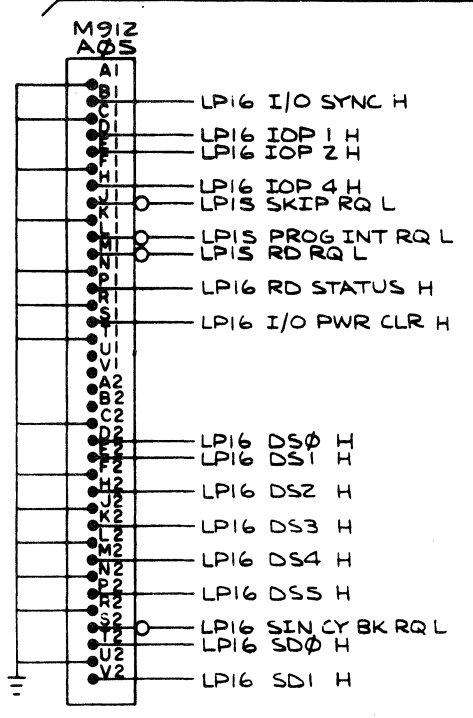 M912
AØ5
A1
B1
LP16 I/O SYNC H
C1
D1
LP16 IOP 1 H
E1
LP16 IOP 2 H
F1
H1
LP16 IOP 4 H
J1
LP15 SKIP RQ L
K1
L1
LP15 PROG INT RQ L
M1
LP15 RD RQ L
N1
P1
LP16 RD STATUS H
R1
S1
LP16 I/O PWR CLR H
T1
U1
V1
A2
B2
C2
D2
LP16 DSØ H
E2
LP16 DS1 H
F2
H2
LP16 DS2 H
J2
K2
LP16 DS3 H
L2
M2
LP16 DS4 H
N2
P2
LP16 DS5 H
R2
S2
LP16 SIN CY BK RQ L
T2
LP16 SDØ H
U2
V2
LP16 SD1 H